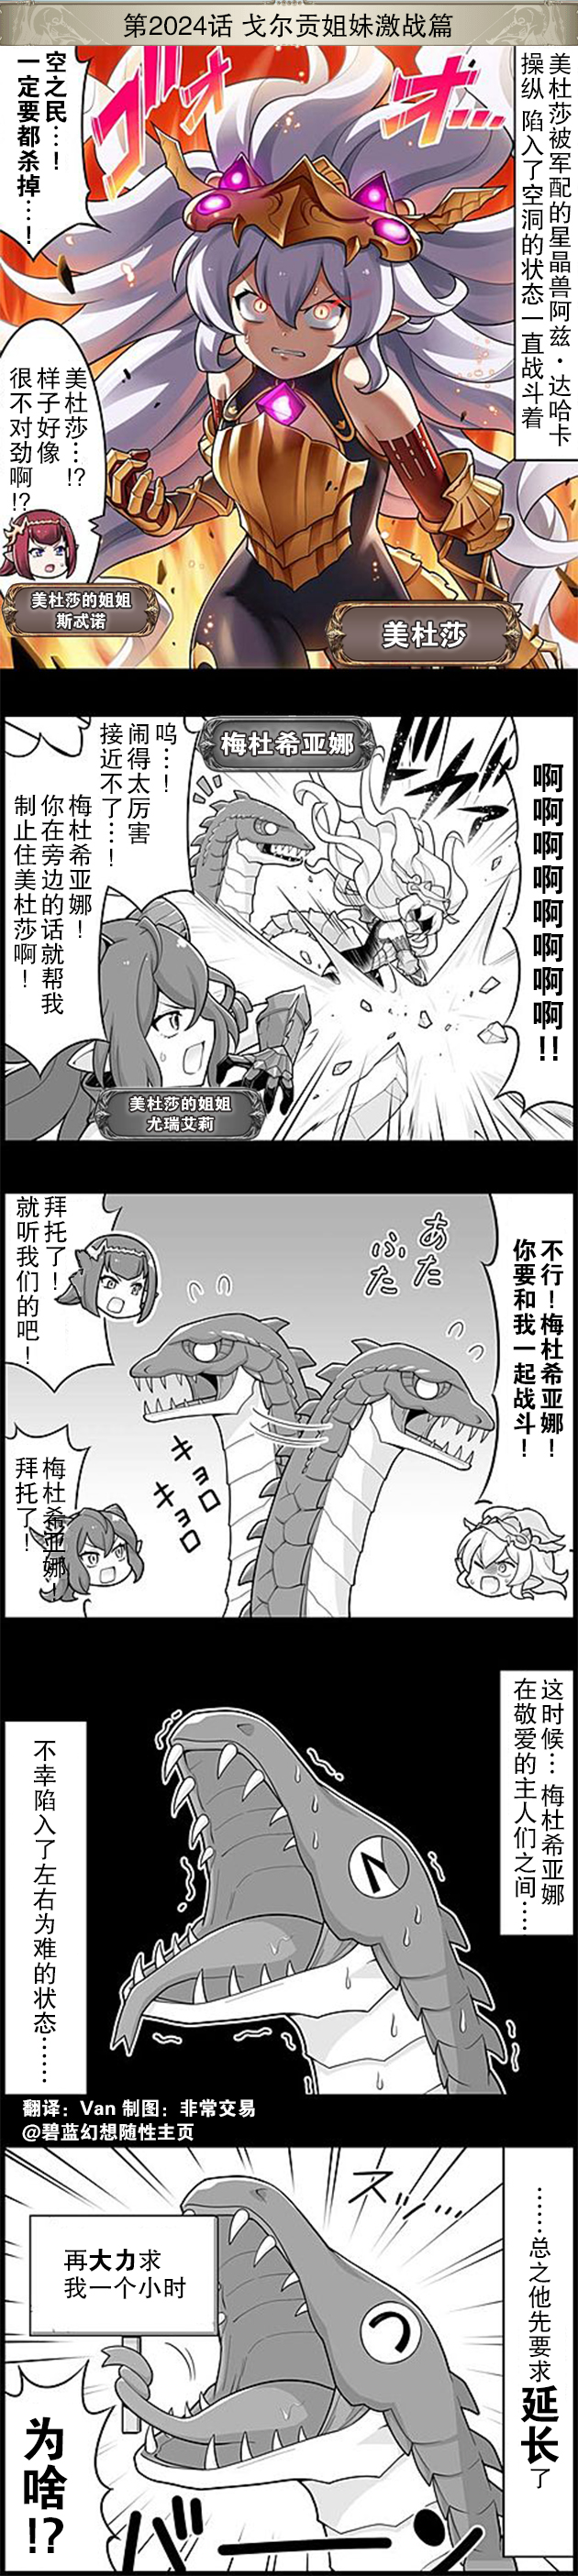 第2024话 戈尔贡姐妹激战篇
美杜莎被军配的星晶兽阿兹·达哈卡
操纵 陷入了空洞的状态一直战斗着
オォ…
ゴォ
空之民…！
一定要都杀掉…！
美杜莎…!?
样子好像
很不对劲啊!?
美杜莎的姐姐
斯忒诺
美杜莎
啊啊啊啊啊啊啊啊!!
梅杜希亚娜
呜…！
闹得太厉害
接近不了…！
梅杜希亚娜！
你在旁边的话就帮我
制止住美杜莎啊！
美杜莎的姐姐
尤瑞艾莉
不行！梅杜希亚娜！
你要和我一起战斗！
あた
ふた
拜托了！
就听我们的吧！
キョロ
キョロ
梅杜希亚娜！
拜托了！
这时候… 梅杜希亚娜
在敬爱的主人们之间……
不幸陷入了左右为难的状态……
翻译：Van 制图：非常交易
@碧蓝幻想随性主页
……总之他先要求延长了
スッ…
再大力求
我一个小时
为啥!?
バーン